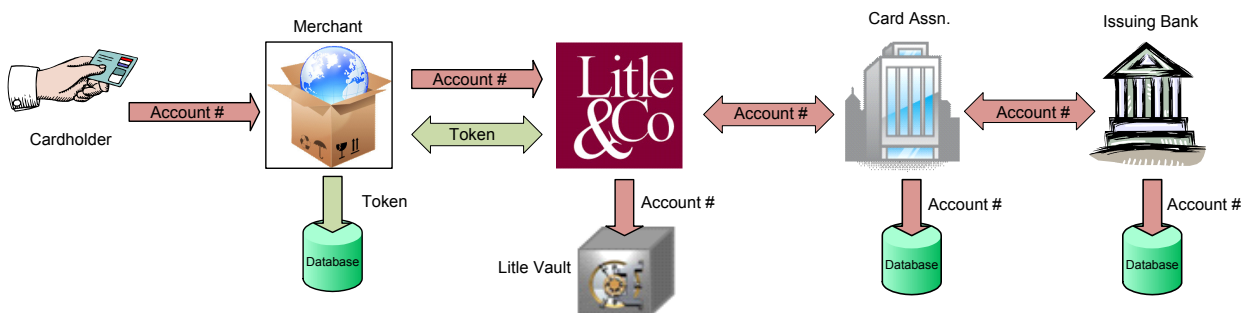 Merchant
Card Assn.
Issuing Bank
Account #
Litle
&Co
Account #
Account #
Account #
Token
Cardholder
Token
Account #
Account #
Account #
Database
Litle Vault
Database
Database